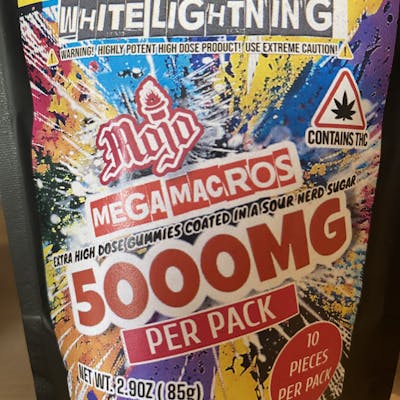 WHITE LIGHTNING
WARNING! HIGHLY POTENT HIGH DOSE PRODUCT! USE EXTREME CAUTION!
Mojo
CONTAINS THC
MEGA MACROS
EXTRA HIGH DOSE GUMMIES COATED IN A SOUR NERD SUGAR
5000MG
PER PACK
10
PIECES
PER PACK
NET WT. 2.9OZ (85g)